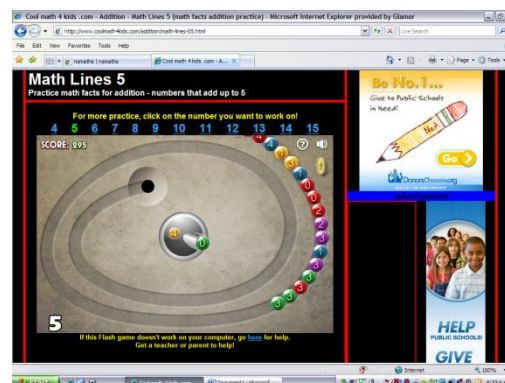 Cool math 4 kids .com - Addition - Math Lines 5 (math facts addition practice) - Microsoft Internet Explorer provided by Glamor
http://www.coolmath4kids.com/addition/math-lines-05.html
Live Search
File Edit View Favorites Tools Help
Cool math 4 kids .com - A...
Page Tools
Math Lines 5
Practice math facts for addition - numbers that add up to 5
For more practice, click on the number you want to work on!
4 5 6 7 8 9 10 11 12 13 14 15
SCORE: 295
?
4
0
5
If this Flash game doesn't work on your computer, go here for help.
Get a teacher or parent to help!
Be No.1...
Give to Public Schools
in Need!
No.1
Go
DonorsChoose.org
HELP
PUBLIC SCHOOLS!
GIVE
Internet
100%